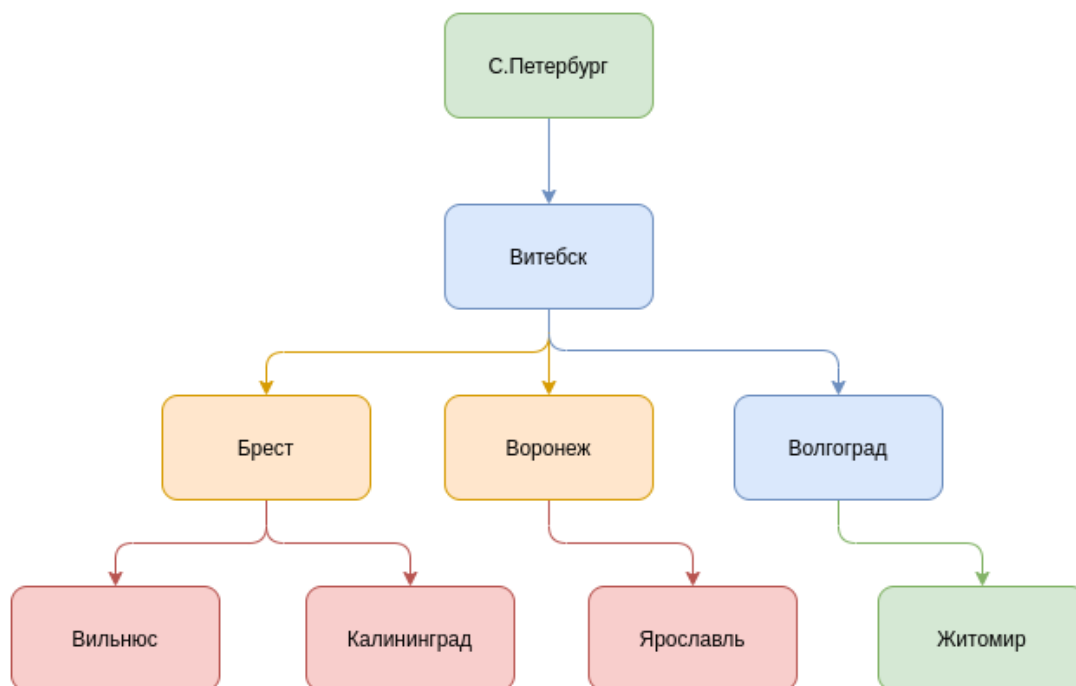 С.Петербург
Витебск
Брест
Воронеж
Волгоград
Вильнюс
Калининград
Ярославль
Житомир